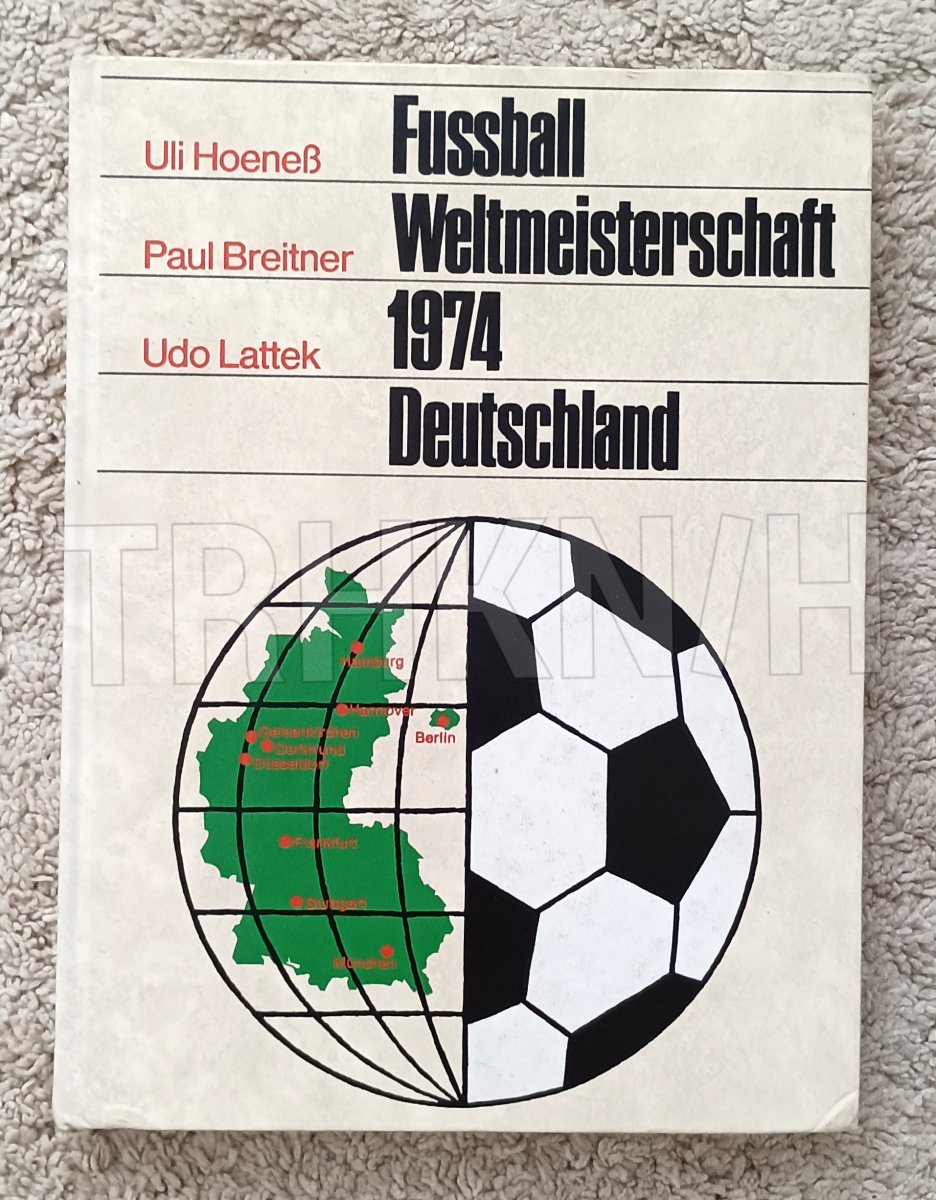 Uli Hoeneß
Fussball
Paul Breitner
Weltmeisterschaft
Udo Lattek
1974
Deutschland
Hamburg
Hannover
Berlin
Gelsenkirchen
Dortmund
Düsseldorf
Frankfurt
Stuttgart
München
TRHKN/H